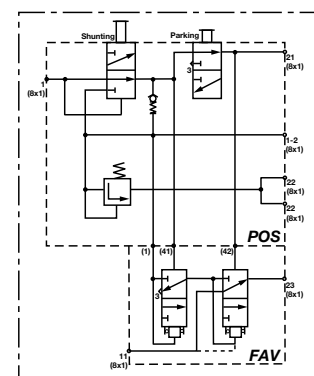 Shunting
Parking
3
21
(8x1)
1
(8x1)
1-2
(8x1)
22
(8x1)
22
(8x1)
POS
(1) (41) (42)
3
23
(8x1)
11
(8x1)
FAV